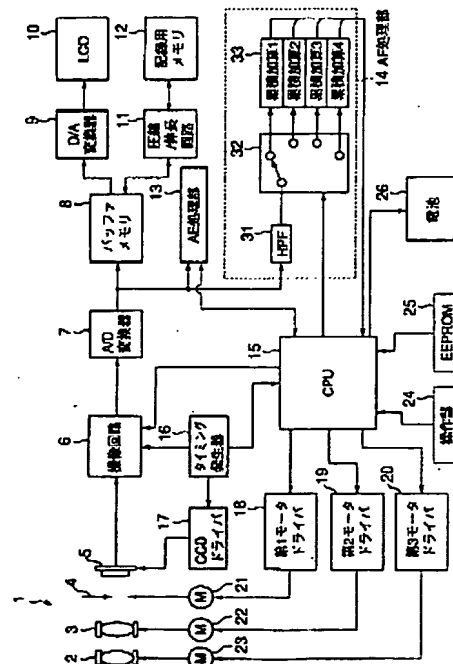 1
2
3
4
5
6
撮像回路
7
A/D
変換器
8
バッファ
メモリ
9
D/A
変換器
10
LCD
11
圧縮
/伸長
回路
12
記録用
メモリ
13
AE処理部
14 AF処理部
15
CPU
16
タイミング
発生器
17
CCD
ドライバ
18
第1モータ
ドライバ
19
第2モータ
ドライバ
20
第3モータ
ドライバ
21
M
22
M
23
M
24
操作部
25
EEPROM
26
電池
31
HPF
32
33
累積加算1
累積加算2
累積加算3
累積加算4